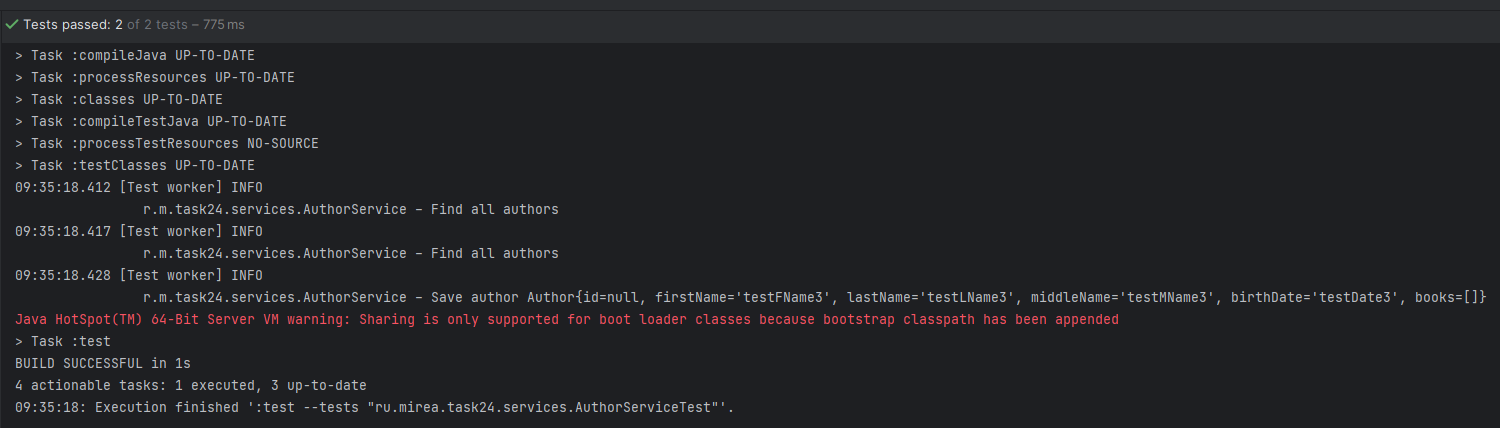 Tests passed: 2 of 2 tests – 775 ms
> Task :compileJava UP-TO-DATE
> Task :processResources UP-TO-DATE
> Task :classes UP-TO-DATE
> Task :compileTestJava UP-TO-DATE
> Task :processTestResources NO-SOURCE
> Task :testClasses UP-TO-DATE
09:35:18.412 [Test worker] INFO
r.m.task24.services.AuthorService – Find all authors
09:35:18.417 [Test worker] INFO
r.m.task24.services.AuthorService – Find all authors
09:35:18.428 [Test worker] INFO
r.m.task24.services.AuthorService – Save author Author{id=null, firstName='testFName3', lastName='testLName3', middleName='testMName3', birthDate='testDate3', books=[]}
Java HotSpot(TM) 64-Bit Server VM warning: Sharing is only supported for boot loader classes because bootstrap classpath has been appended
> Task :test
BUILD SUCCESSFUL in 1s
4 actionable tasks: 1 executed, 3 up-to-date
09:35:18: Execution finished ':test --tests "ru.mirea.task24.services.AuthorServiceTest"'.